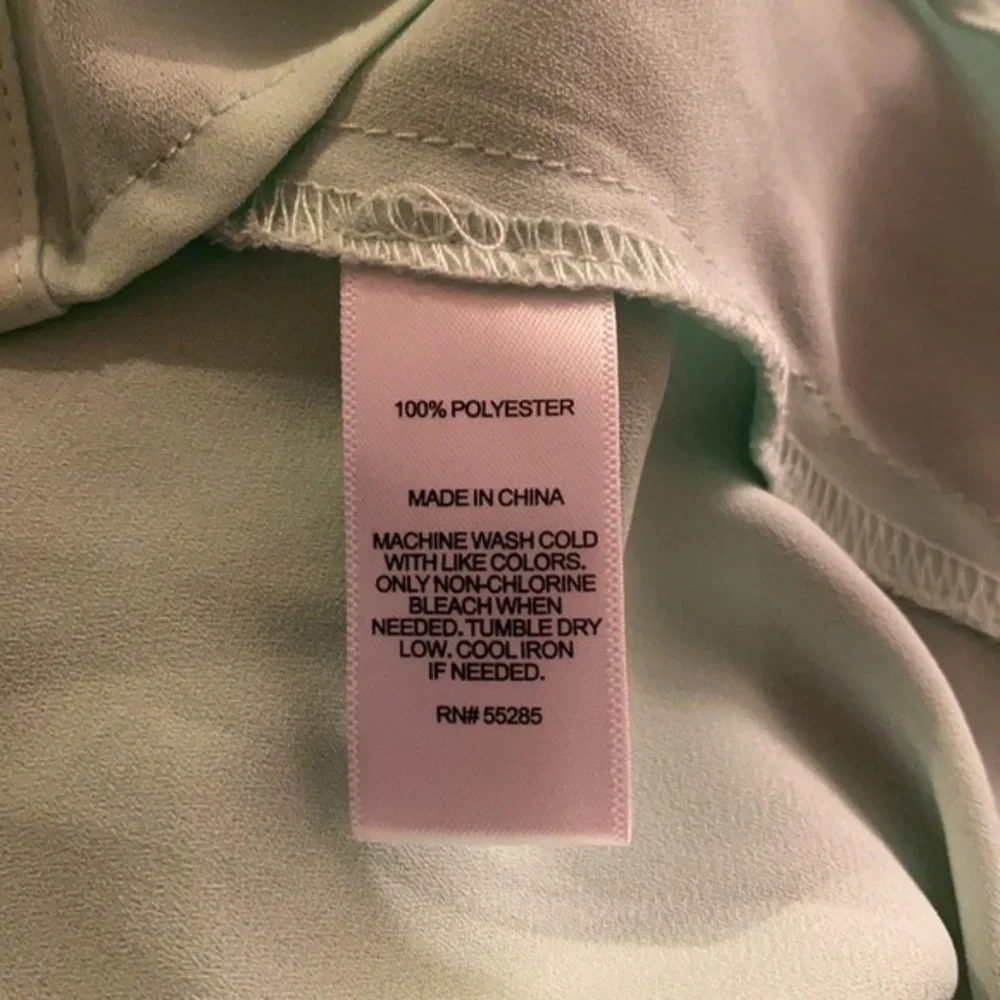 100% POLYESTER
MADE IN CHINA
MACHINE WASH COLD
WITH LIKE COLORS.
ONLY NON-CHLORINE
BLEACH WHEN
NEEDED. TUMBLE DRY
LOW. COOL IRON
IF NEEDED.
RN# 55285